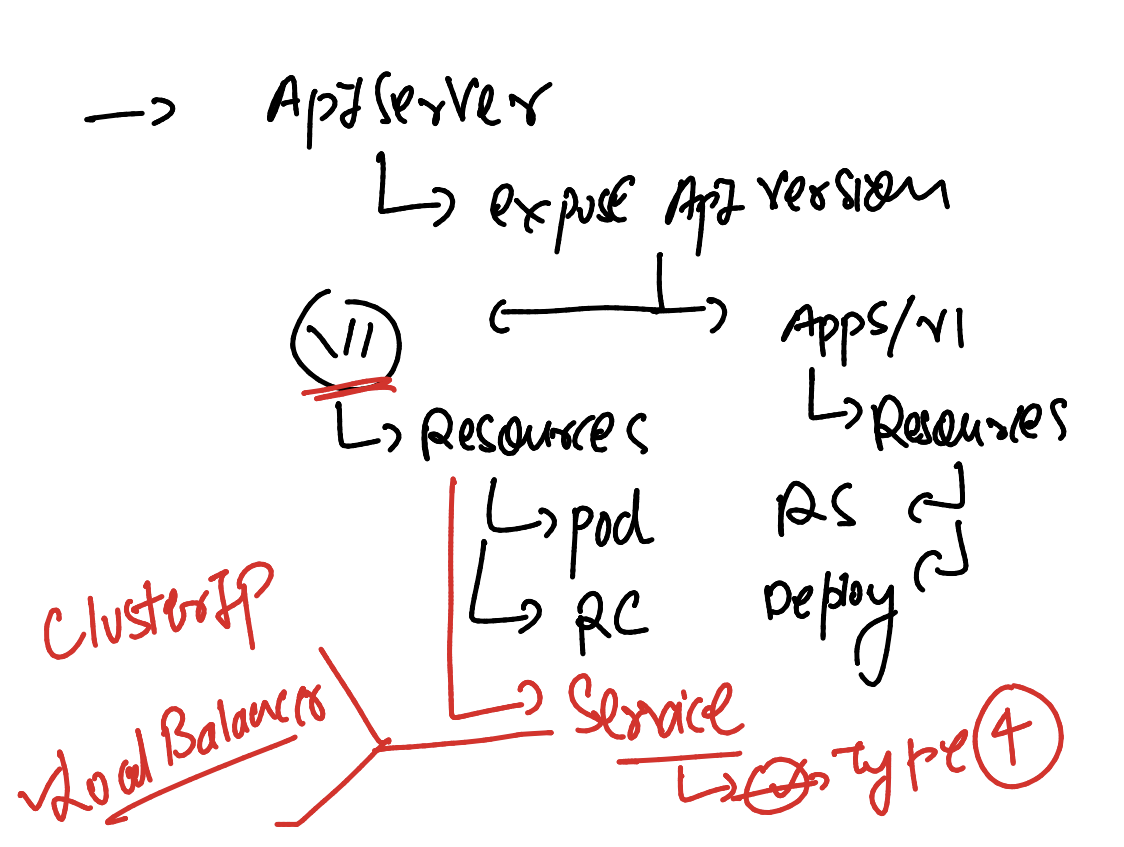 ApIServer
expose ApI version
V1
Apps/v1
Resources
Resources
pod
RS
RC
Deploy
ClusterIP
Service
LoadBalancer
Type 4